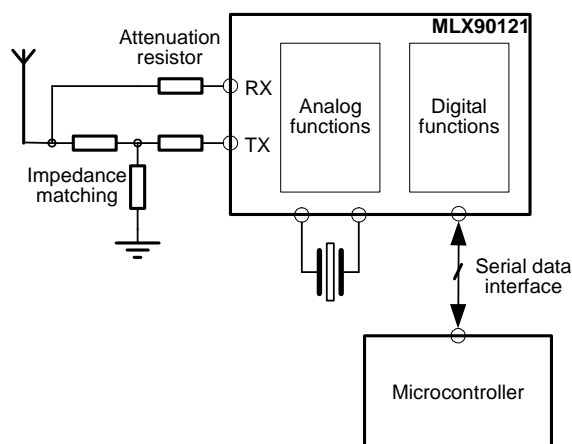 MLX90121
Attenuation
resistor
RX
TX
Analog
functions
Digital
functions
Impedance
matching
Serial data
interface
Microcontroller